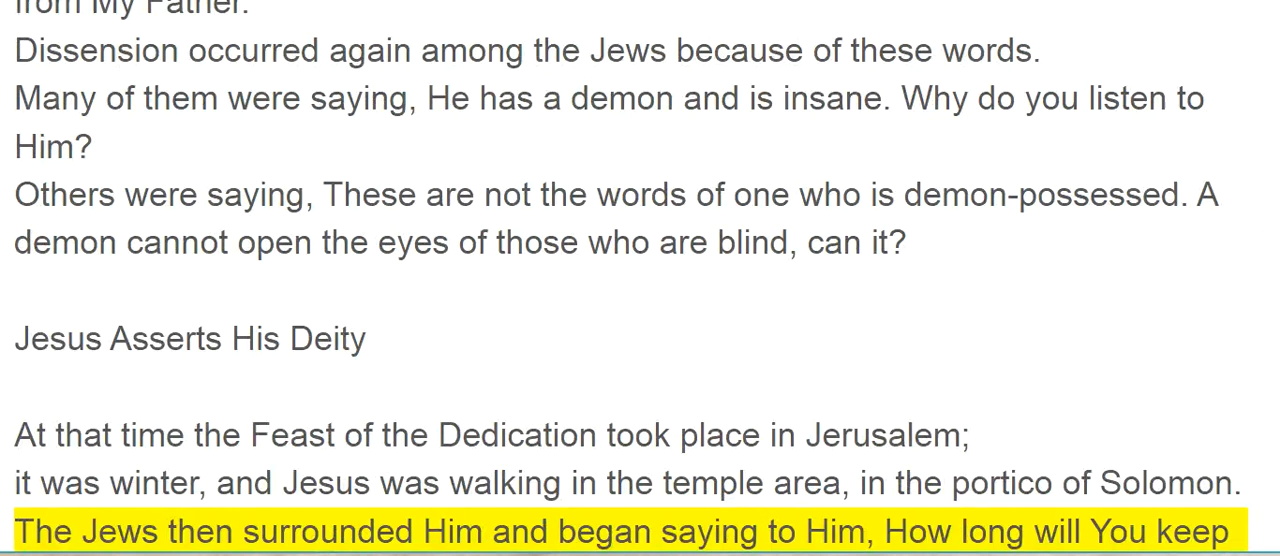 from My Father.
Dissension occurred again among the Jews because of these words.
Many of them were saying, He has a demon and is insane. Why do you listen to
Him?
Others were saying, These are not the words of one who is demon-possessed. A
demon cannot open the eyes of those who are blind, can it?
Jesus Asserts His Deity
At that time the Feast of the Dedication took place in Jerusalem;
it was winter, and Jesus was walking in the temple area, in the portico of Solomon.
The Jews then surrounded Him and began saying to Him, How long will You keep